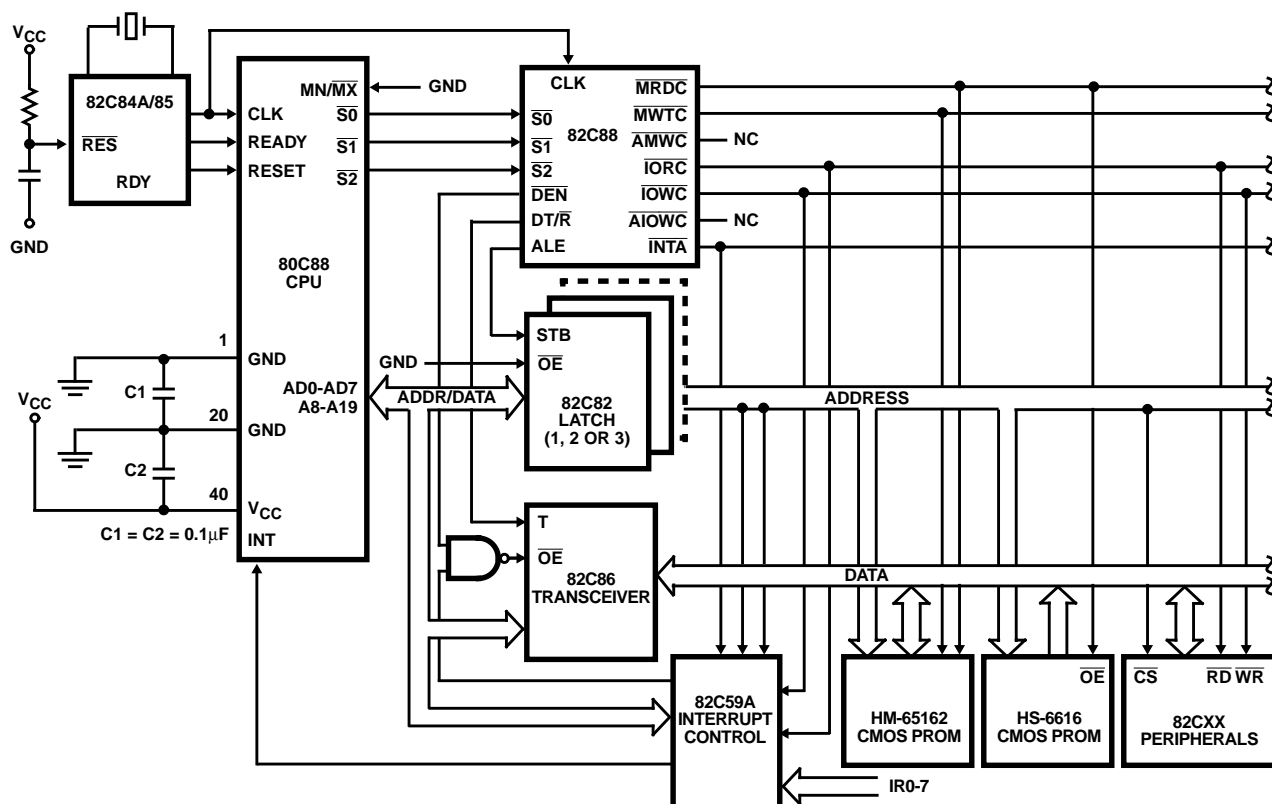 VCC
82C84A/85
RES
RDY
GND
MN/MX
GND
CLK
S0
READY
S1
RESET
S2
80C88
CPU
1
GND
C1
AD0-AD7
A8-A19
VCC
20
GND
C2
40
VCC
C1 = C2 = 0.1μF
INT
CLK
MRDC
S0
82C88
MWTC
S1
AMWC
NC
S2
IORC
DEN
IOWC
DT/R
AIOWC
NC
ALE
INTA
STB
GND
OE
ADDR/DATA
82C82
LATCH
(1, 2 OR 3)
ADDRESS
T
OE
82C86
TRANSCEIVER
DATA
82C59A
INTERRUPT
CONTROL
IR0-7
HM-65162
CMOS PROM
OE
HS-6616
CMOS PROM
CS
RD WR
82CXX
PERIPHERALS